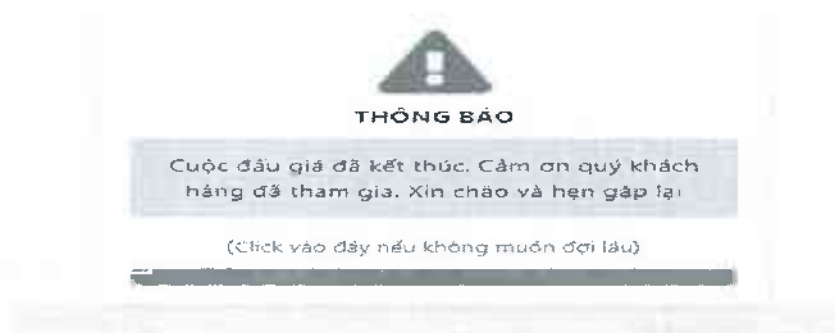 THÔNG BÁO
Cuộc đấu giá đã kết thúc. Cảm ơn quý khách
hàng đã tham gia. Xin chào và hẹn gặp lại
(Click vào đây nếu không muốn đợi lâu)